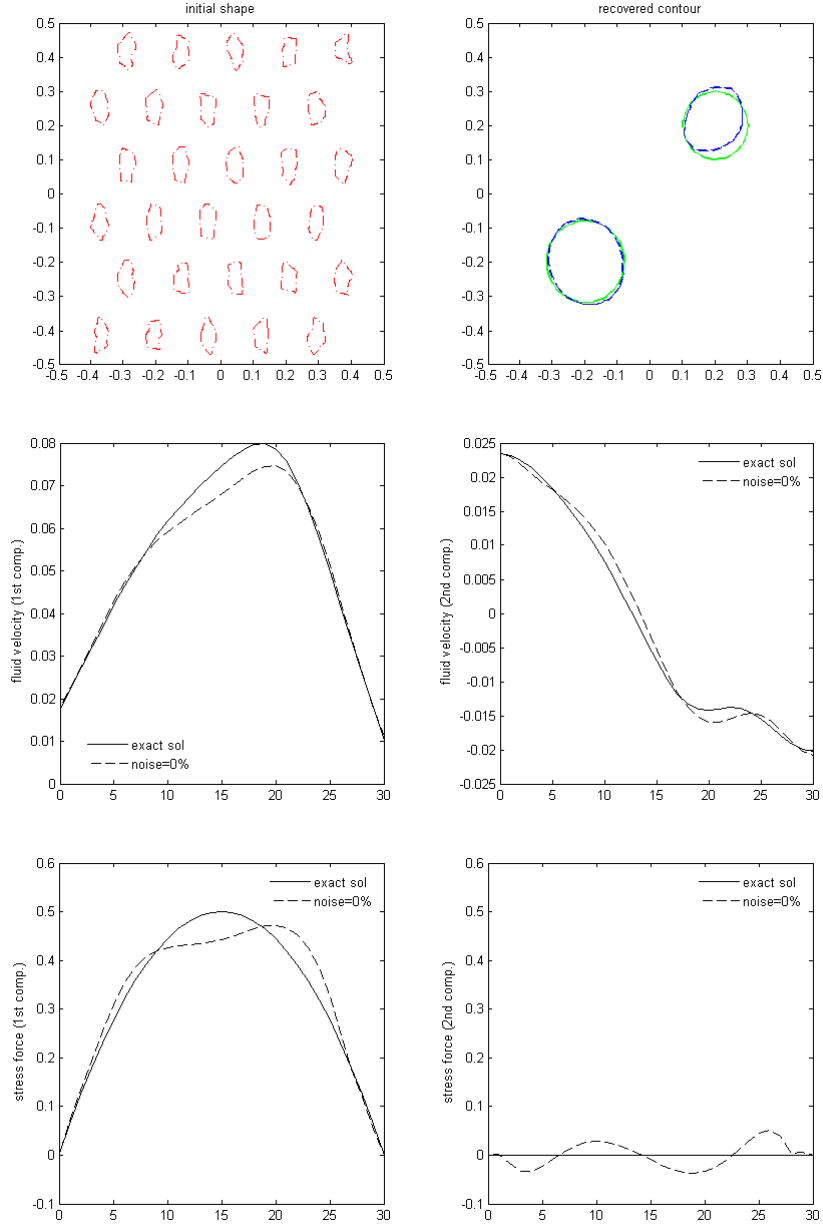 initial shape
0.5
0.4
0.3
0.2
0.1
0
-0.1
-0.2
-0.3
-0.4
-0.5
-0.5 -0.4 -0.3 -0.2 -0.1 0 0.1 0.2 0.3 0.4 0.5
recovered contour
0.5
0.4
0.3
0.2
0.1
0
-0.1
-0.2
-0.3
-0.4
-0.5
-0.5 -0.4 -0.3 -0.2 -0.1 0 0.1 0.2 0.3 0.4 0.5
fluid velocity (1st comp.)
0.08
0.07
0.06
0.05
0.04
0.03
0.02
0.01
0
exact sol
noise=0%
0 5 10 15 20 25 30
fluid velocity (2nd comp.)
0.025
0.02
0.015
0.01
0.005
0
-0.005
-0.01
-0.015
-0.02
-0.025
exact sol
noise=0%
0 5 10 15 20 25 30
stress force (1st comp.)
0.6
0.5
0.4
0.3
0.2
0.1
0
-0.1
exact sol
noise=0%
0 5 10 15 20 25 30
stress force (2nd comp.)
0.6
0.5
0.4
0.3
0.2
0.1
0
-0.1
exact sol
noise=0%
0 5 10 15 20 25 30